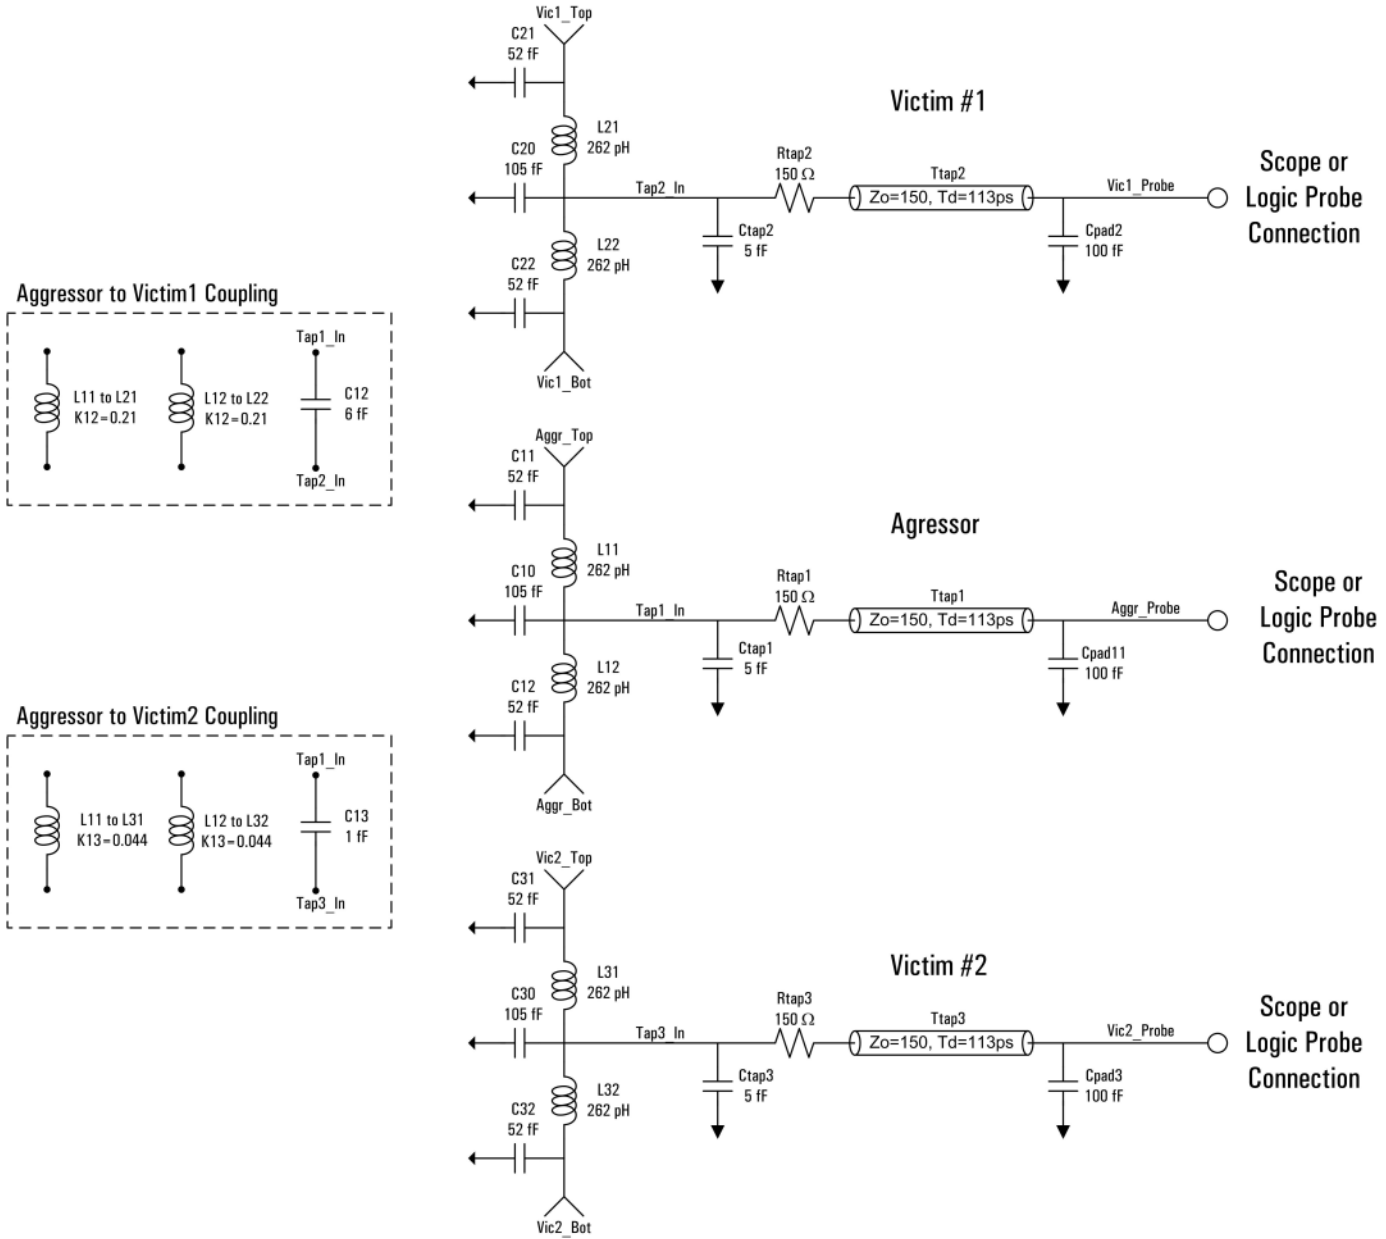 Vic1_Top
C21
52 fF
Victim #1
L21
262 pH
C20
105 fF
Rtap2
150 Ω
Ttap2
Tap2_In
Zo=150, Td=113ps
Vic1_Probe
Scope or
Logic Probe
Connection
Ctap2
5 fF
Cpad2
100 fF
L22
262 pH
C22
52 fF
Vic1_Bot
Aggressor to Victim1 Coupling
Tap1_In
L11 to L21
K12=0.21
L12 to L22
K12=0.21
C12
6 fF
Tap2_In
Aggr_Top
C11
52 fF
Agressor
L11
262 pH
C10
105 fF
Rtap1
150 Ω
Ttap1
Tap1_In
Zo=150, Td=113ps
Aggr_Probe
Scope or
Logic Probe
Connection
Ctap1
5 fF
Cpad11
100 fF
L12
262 pH
C12
52 fF
Aggr_Bot
Aggressor to Victim2 Coupling
Tap1_In
L11 to L31
K13=0.044
L12 to L32
K13=0.044
C13
1 fF
Tap3_In
Vic2_Top
C31
52 fF
Victim #2
L31
262 pH
C30
105 fF
Rtap3
150 Ω
Ttap3
Tap3_In
Zo=150, Td=113ps
Vic2_Probe
Scope or
Logic Probe
Connection
Ctap3
5 fF
Cpad3
100 fF
L32
262 pH
C32
52 fF
Vic2_Bot